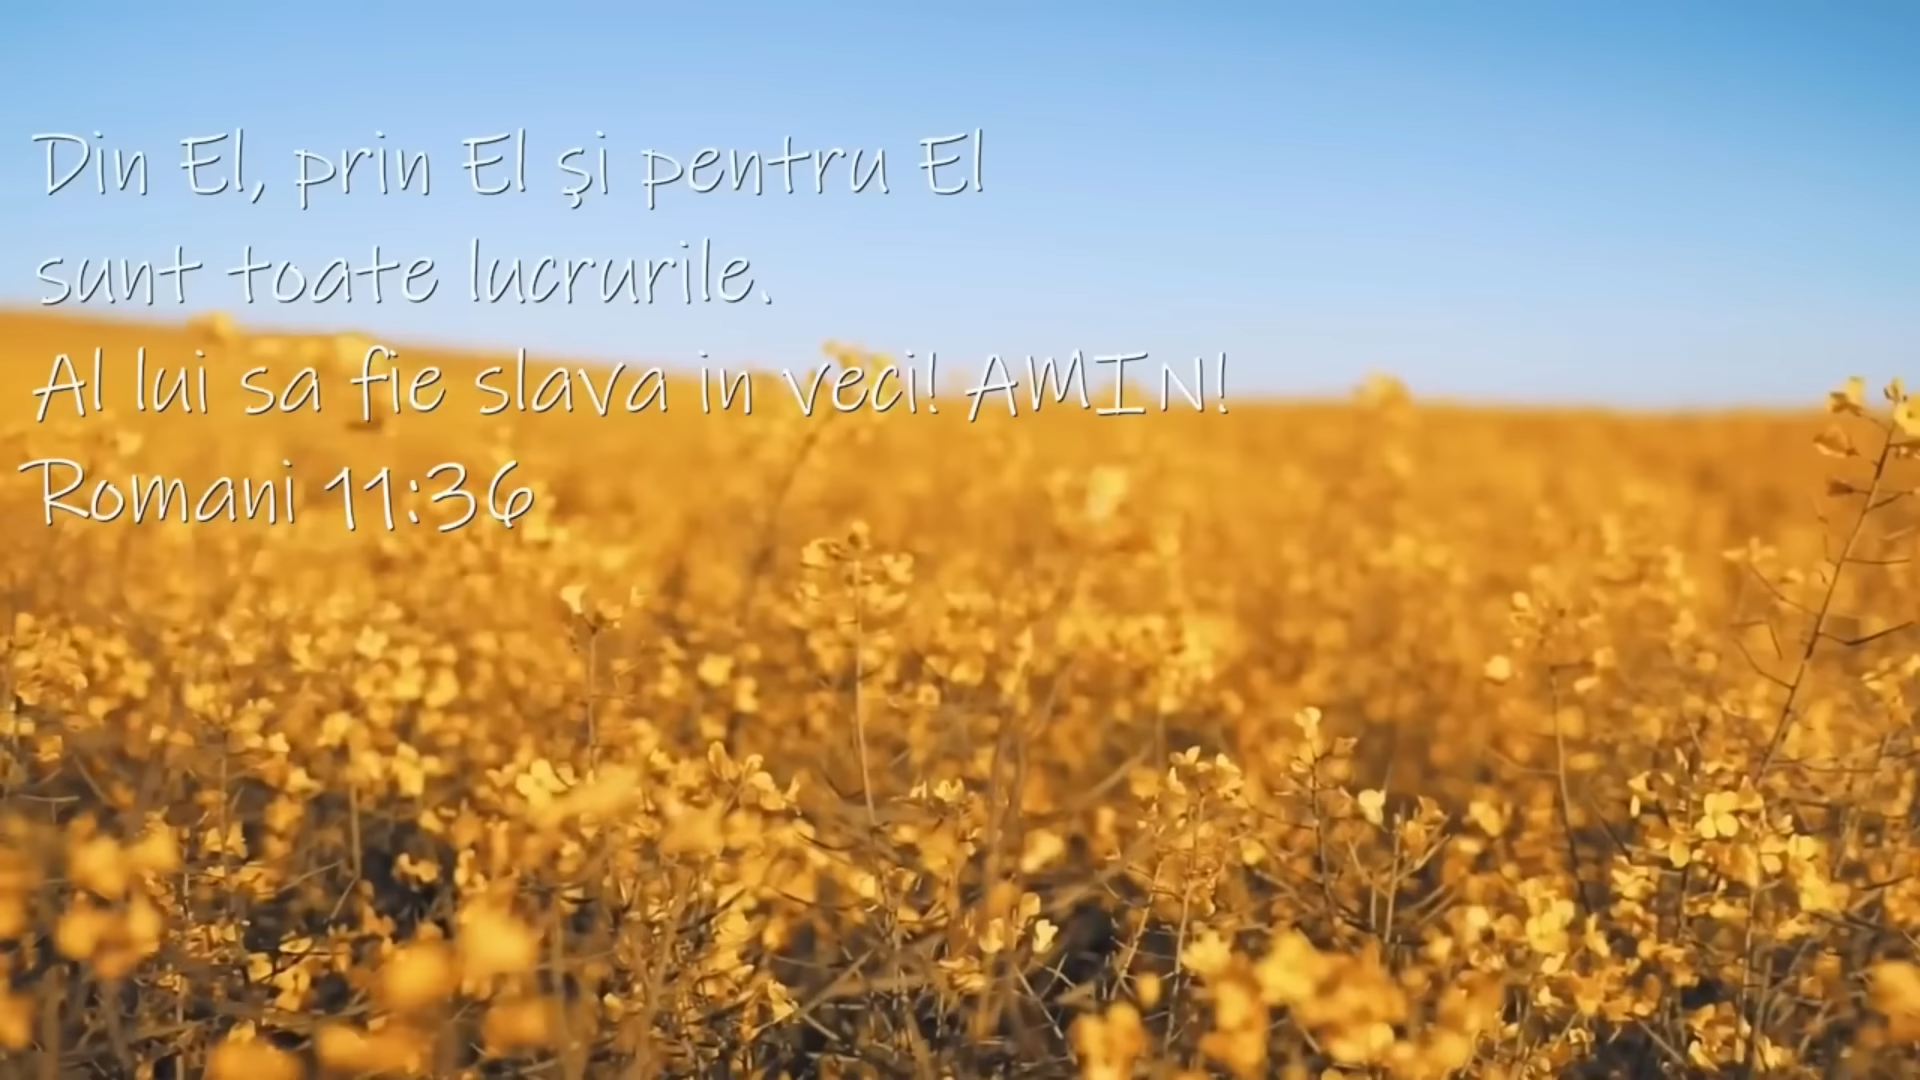 Din El, prin El şi pentru El
sunt toate lucrurile.
Al lui sa fie slava in veci! AMIN!
Romani 11:36